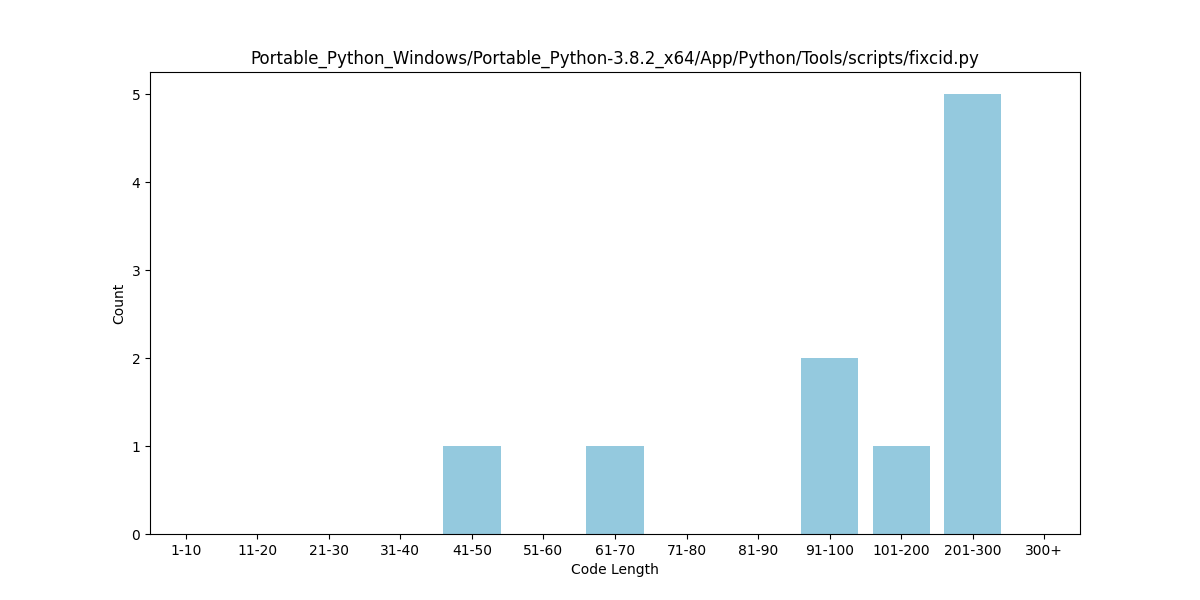 Portable_Python_Windows/Portable_Python-3.8.2_x64/App/Python/Tools/scripts/fixcid.py
5
4
3
2
1
0
Count
1-10 11-20 21-30 31-40 41-50 51-60 61-70 71-80 81-90 91-100 101-200 201-300 300+
Code Length